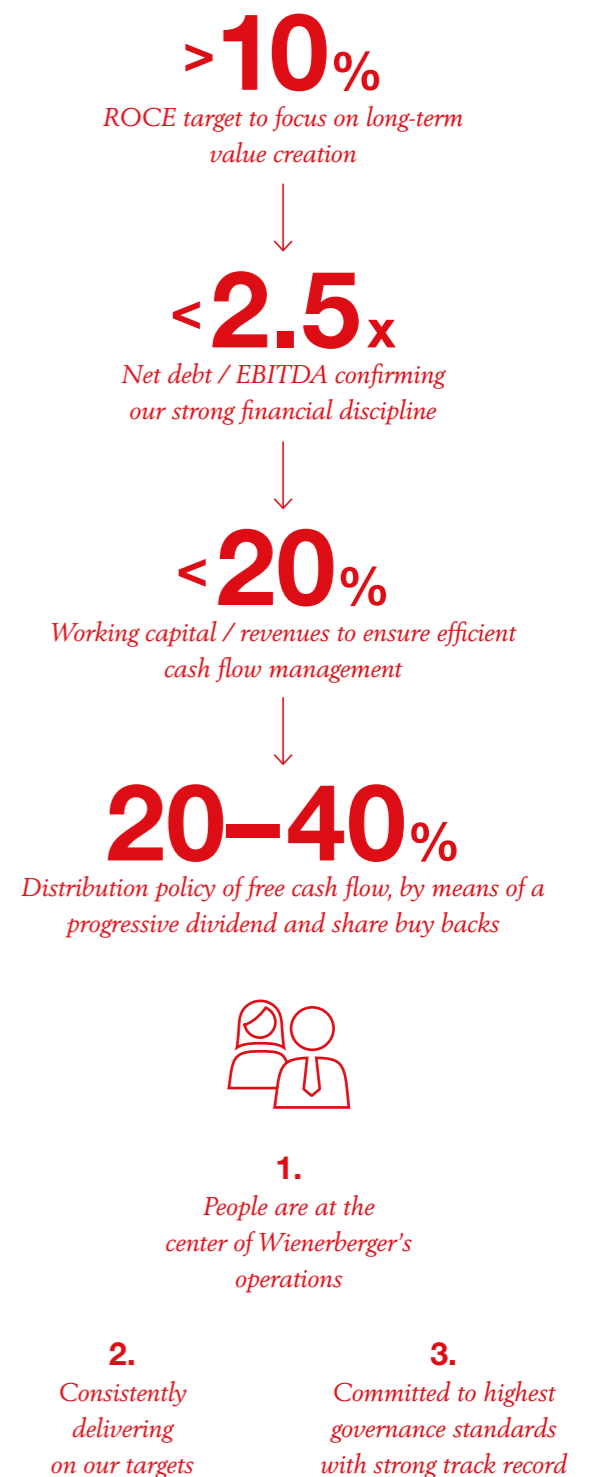 >10%
ROCE target to focus on long-term
value creation
<2.5x
Net debt / EBITDA confirming
our strong financial discipline
<20%
Working capital / revenues to ensure efficient
cash flow management
20–40%
Distribution policy of free cash flow, by means of a
progressive dividend and share buy backs
1.
People are at the
center of Wienerberger's
operations
2.
Consistently
delivering
on our targets
3.
Committed to highest
governance standards
with strong track record